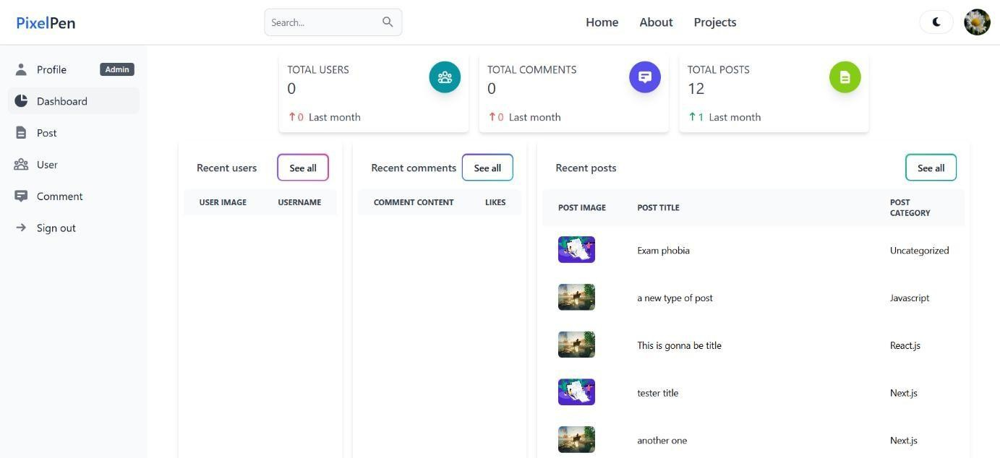 PixelPen
Search...
Home
About
Projects
Profile
Admin
Dashboard
Post
User
Comment
Sign out
TOTAL USERS
0
0 Last month
TOTAL COMMENTS
0
0 Last month
TOTAL POSTS
12
1 Last month
Recent users
See all
USER IMAGE
USERNAME
Recent comments
See all
COMMENT CONTENT
LIKES
Recent posts
See all
POST IMAGE
POST TITLE
POST
CATEGORY
Exam phobia
Uncategorized
a new type of post
Javascript
This is gonna be title
React.js
tester title
Next.js
another one
Next.js